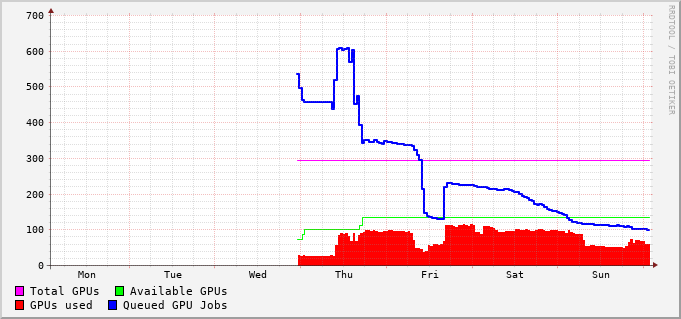 700
600
500
400
300
200
100
0
Mon Tue Wed Thu Fri Sat Sun
Total GPUs Available GPUs
GPUs used Queued GPU Jobs
RRDTOOL / TOBI OETIKER